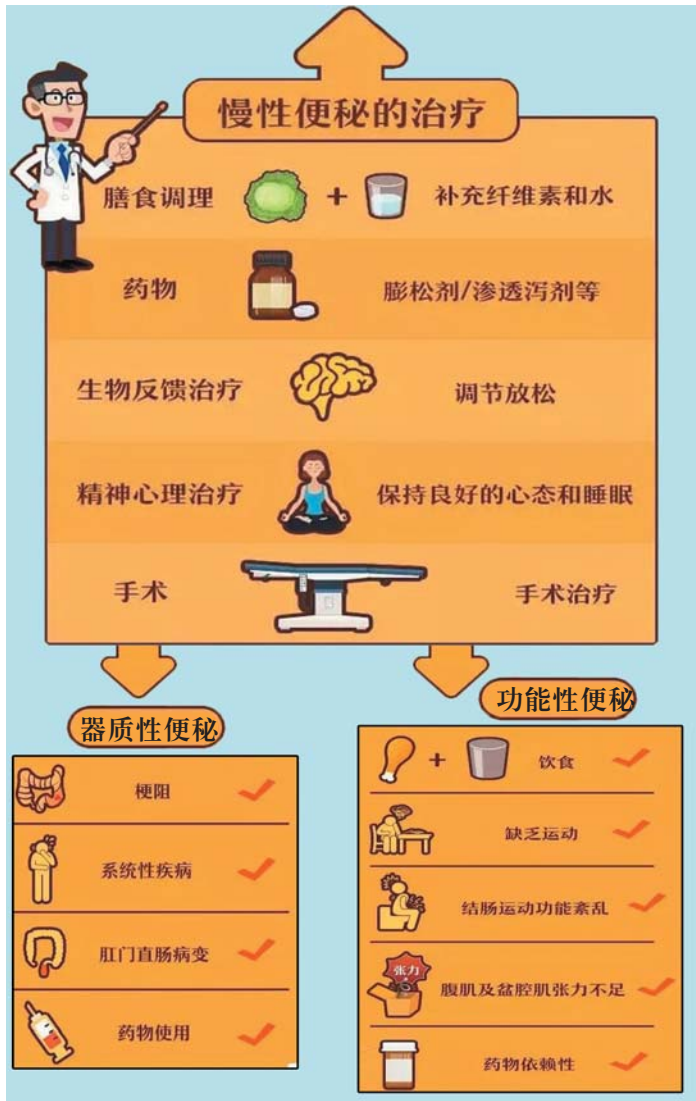 慢性便秘的治疗
膳食调理 + 补充纤维素和水
药物 膨松剂/渗透泻剂等
生物反馈治疗 调节放松
精神心理治疗 保持良好的心态和睡眠
手术 手术治疗
器质性便秘
梗阻
系统性疾病
肛门直肠病变
药物使用
功能性便秘
+ 饮食
缺乏运动
结肠运动功能紊乱
张力
腹肌及盆腔肌张力不足
药物依赖性